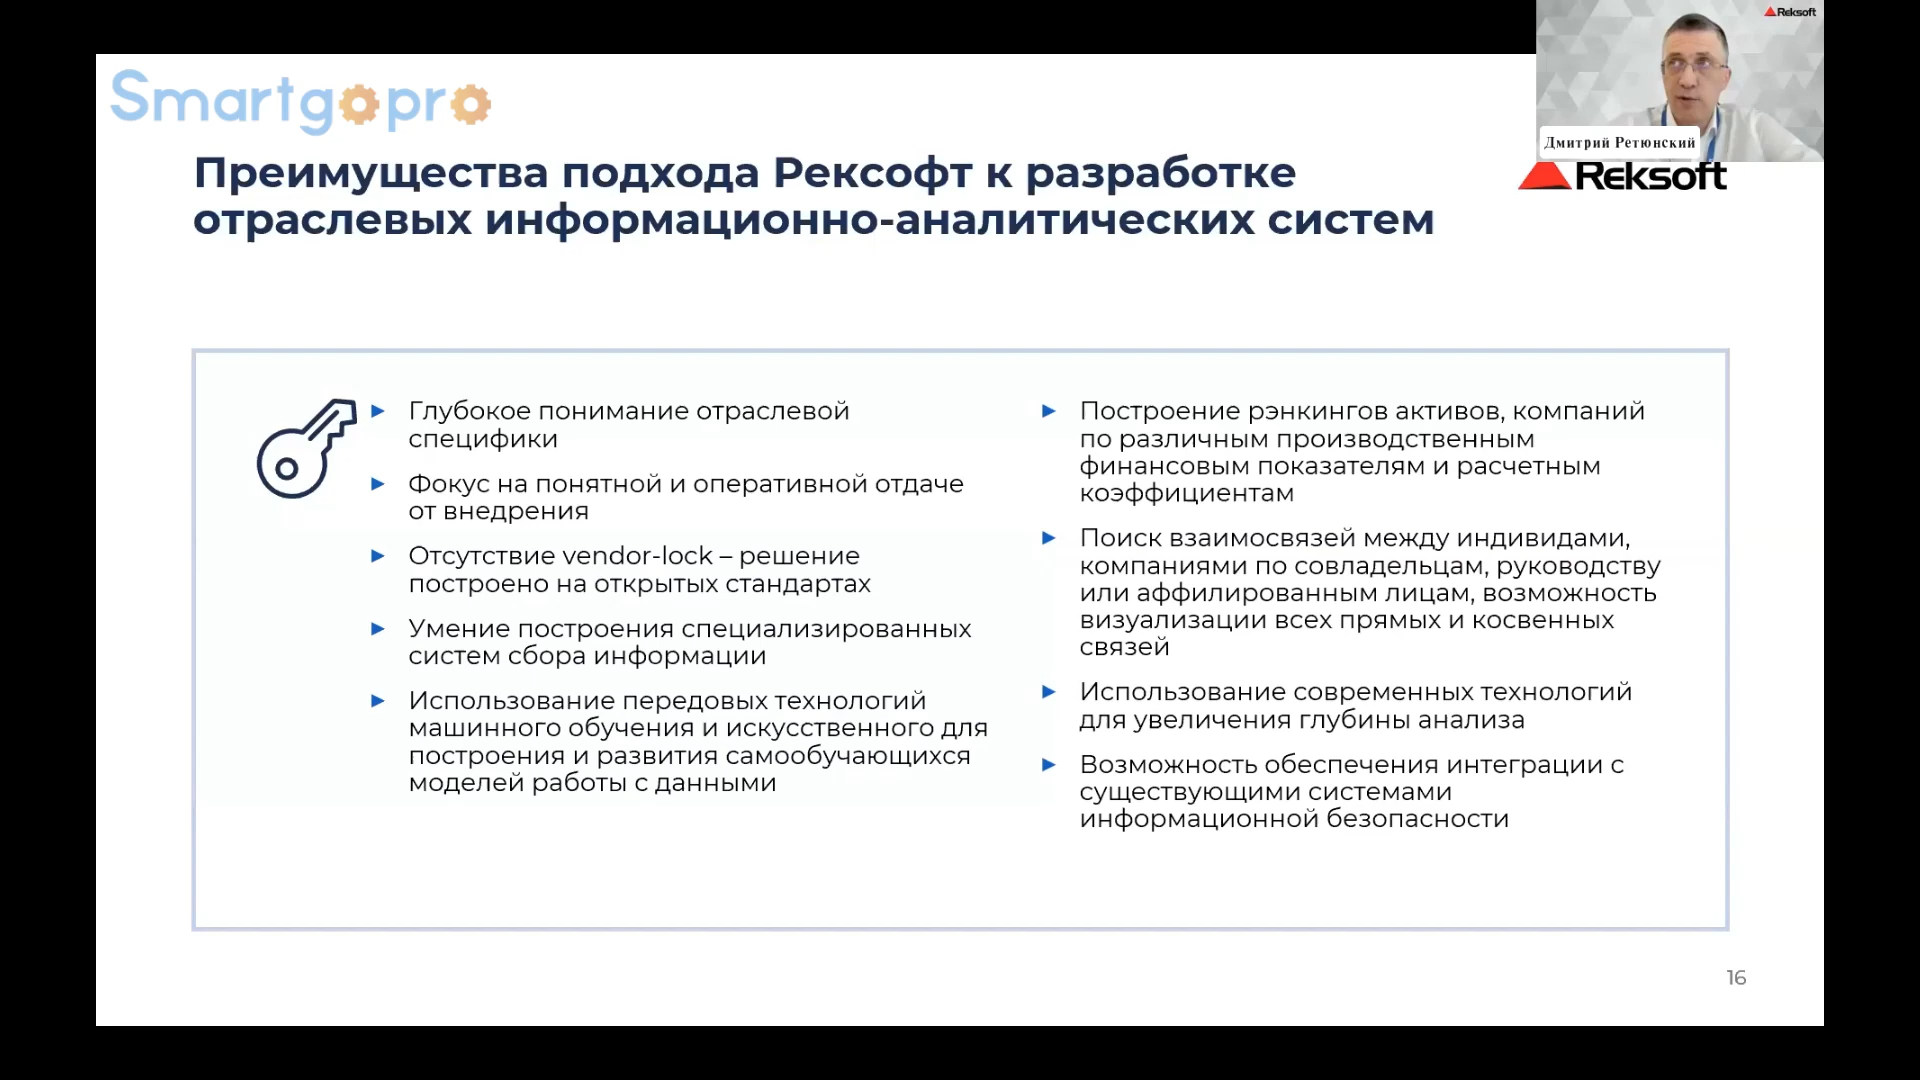 Reksoft
Smartgopro
Дмитрий Ретюнский
Reksoft
Преимущества подхода Рексофт к разработке
отраслевых информационно-аналитических систем
Глубокое понимание отраслевой
специфики
Фокус на понятной и оперативной отдаче
от внедрения
Отсутствие vendor-lock – решение
построено на открытых стандартах
Умение построения специализированных
систем сбора информации
Использование передовых технологий
машинного обучения и искусственного для
построения и развития самообучающихся
моделей работы с данными
Построение рэнкингов активов, компаний
по различным производственным
финансовым показателям и расчетным
коэффициентам
Поиск взаимосвязей между индивидами,
компаниями по совладельцам, руководству
или аффилированным лицам, возможность
визуализации всех прямых и косвенных
связей
Использование современных технологий
для увеличения глубины анализа
Возможность обеспечения интеграции с
существующими системами
информационной безопасности
16